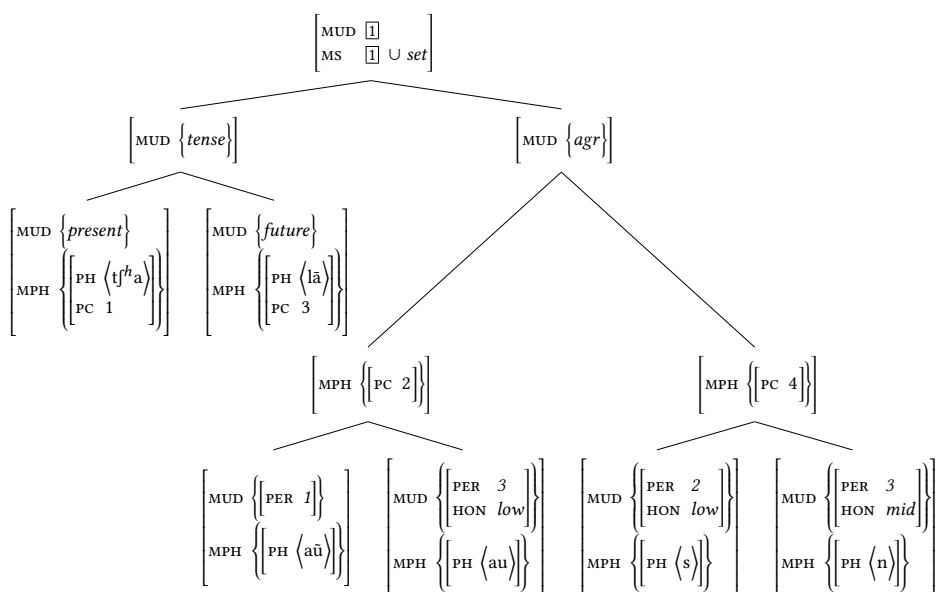 MUD 1
MS 1 ∪ set
MUD {tense}
MUD {agr}
MUD {present}
MPH {[PH ⟨tʃʰa⟩
PC 1]}
MUD {future}
MPH {[PH ⟨lā⟩
PC 3]}
MPH {[PC 2]}
MPH {[PC 4]}
MUD {[PER 1]}
MPH {[PH ⟨aũ⟩]}
MUD {[PER 3
HON low]}
MPH {[PH ⟨au⟩]}
MUD {[PER 2
HON low]}
MPH {[PH ⟨s⟩]}
MUD {[PER 3
HON mid]}
MPH {[PH ⟨n⟩]}